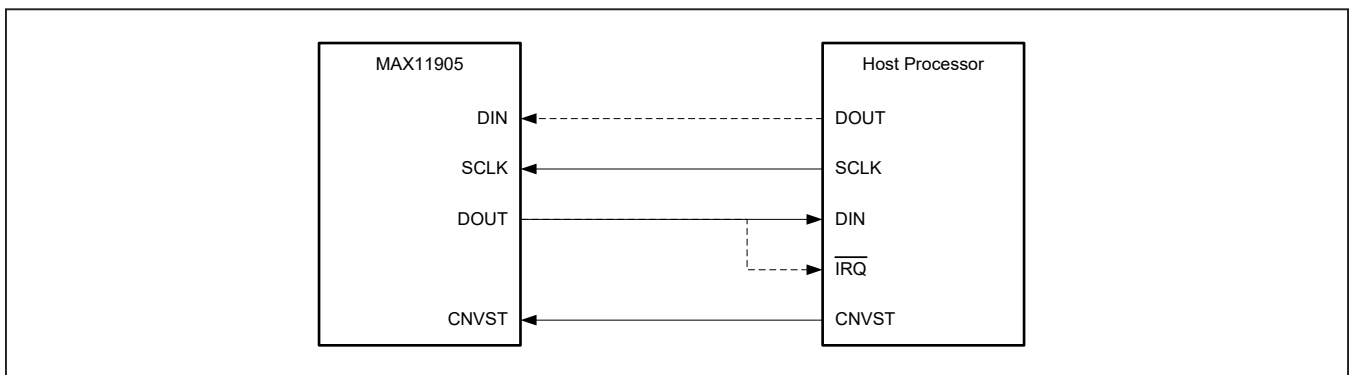 MAX11905
Host Processor
DIN
DOUT
SCLK
SCLK
DOUT
DIN
IRQ
CNVST
CNVST